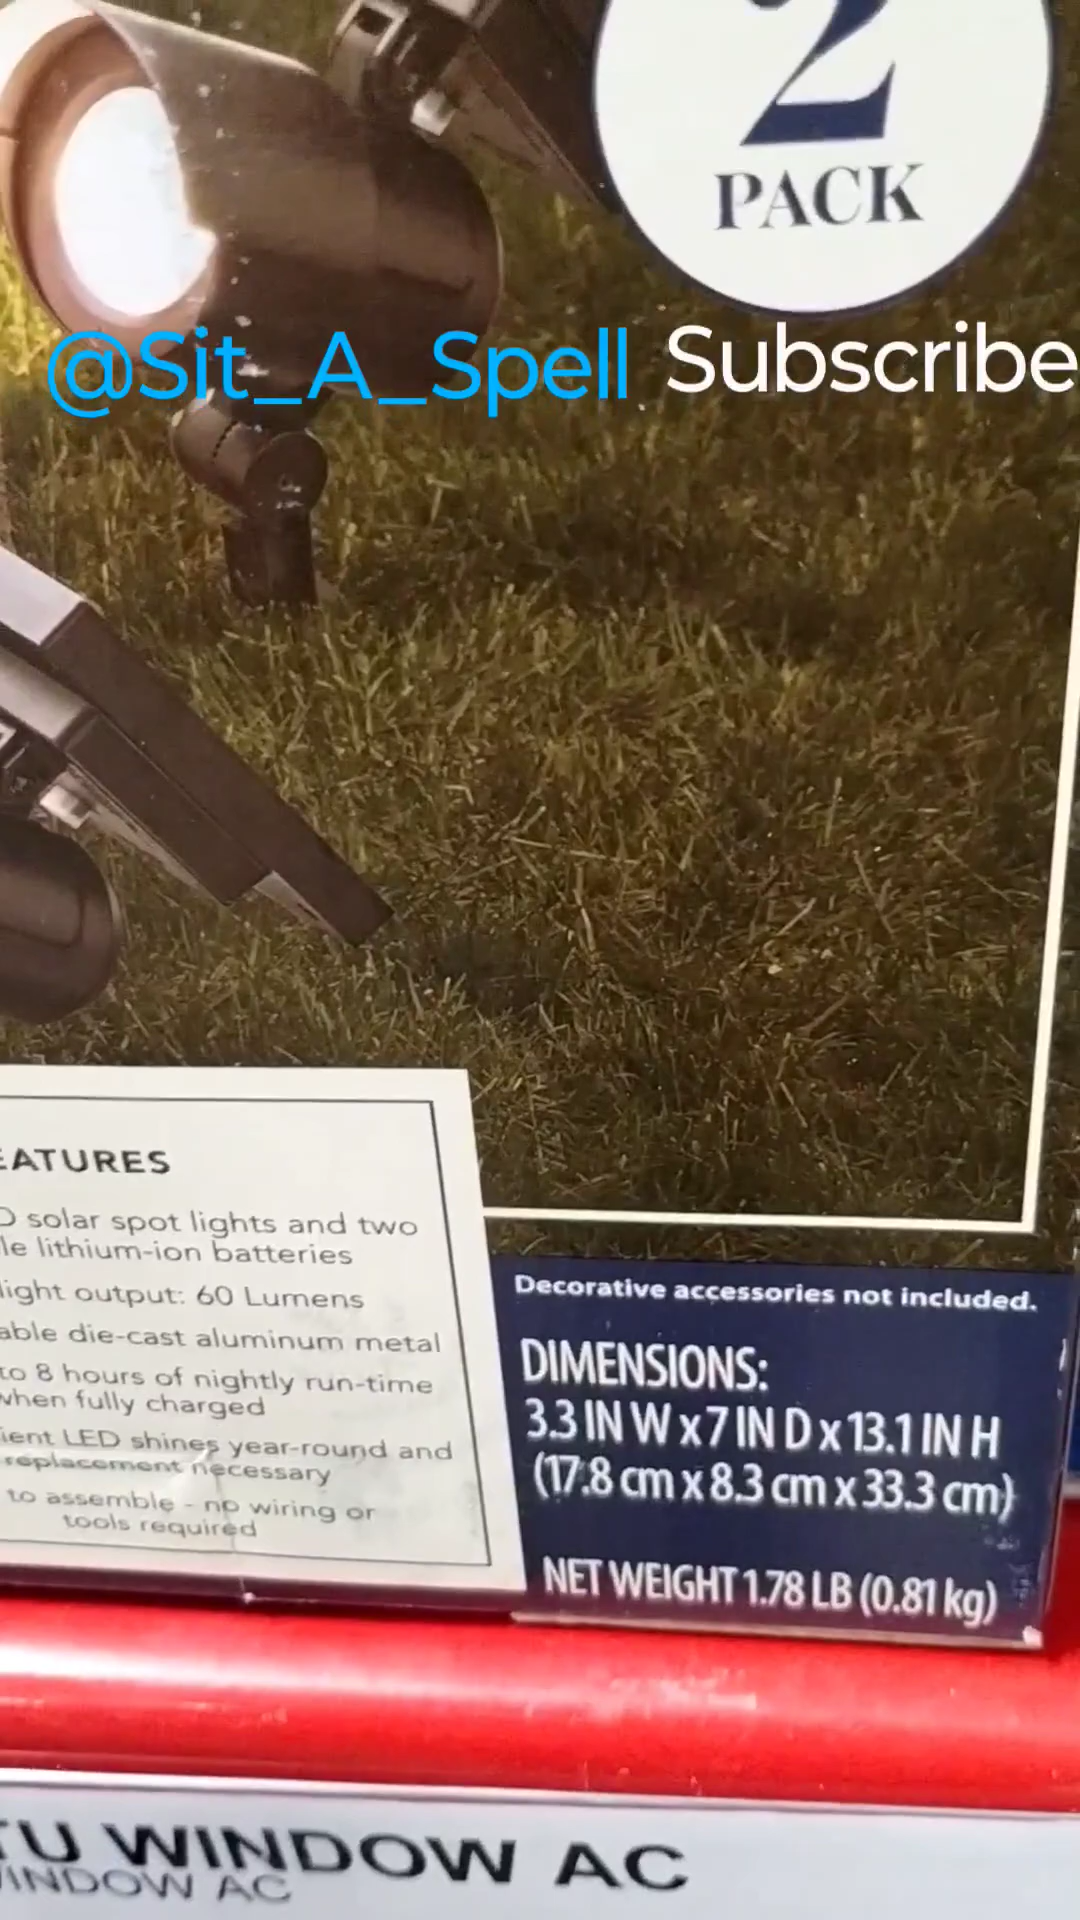 2
PACK
@Sit_A_Spell Subscribe
EATURES
D solar spot lights and two
le lithium-ion batteries
light output: 60 Lumens
able die-cast aluminum metal
to 8 hours of nightly run-time
when fully charged
ient LED shines year-round and
replacement necessary
to assemble - no wiring or
tools required
Decorative accessories not included.
DIMENSIONS:
3.3 IN W x 7 IN D x 13.1 IN H
(17.8 cm x 8.3 cm x 33.3 cm)
NET WEIGHT 1.78 LB (0.81 kg)
TU WINDOW AC
WINDOW AC